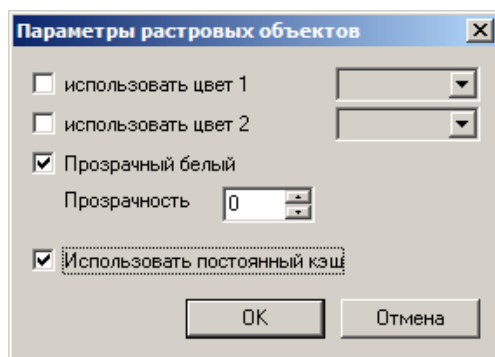 Параметры растровых объектов
использовать цвет 1
использовать цвет 2
Прозрачный белый
Прозрачность 0
Использовать постоянный кэш
OK Отмена